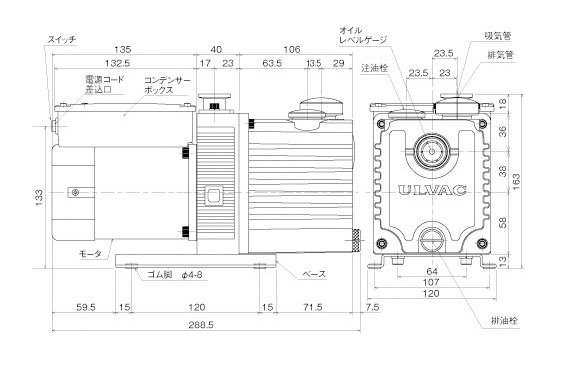 スイッチ
135
40
106
132.5
17
23
63.5
13.5
29
電源コード
差込口
コンデンサー
ボックス
133
モータ
ゴム脚 φ4-8
ベース
59.5
15
120
15
71.5
7.5
288.5
オイル
レベルゲージ
吸気管
排気管
注油栓
23.5
23.5
23
18
36
38
58
13
163
ULVAC
64
107
120
排油栓